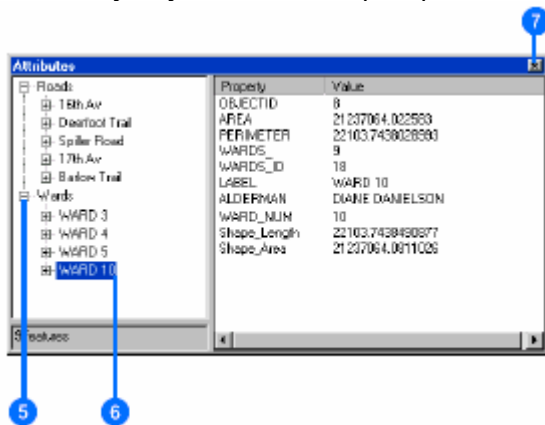 7
Attributes
Roads
16th Av
Deerfoot Trail
Spiller Road
17th Av
Barlow Trail
Wards
WARD 3
WARD 4
WARD 5
WARD 10
9 features
Property Value
OBJECTID 8
AREA 21237064.022583
PERIMETER 22103.7438028993
WARDS_ 9
WARDS_ID 18
LABEL WARD 10
ALDERMAN DIANE DANIELSON
WARD_NUM 10
Shape_Length 22103.7438490877
Shape_Area 21237064.0811026
5
6